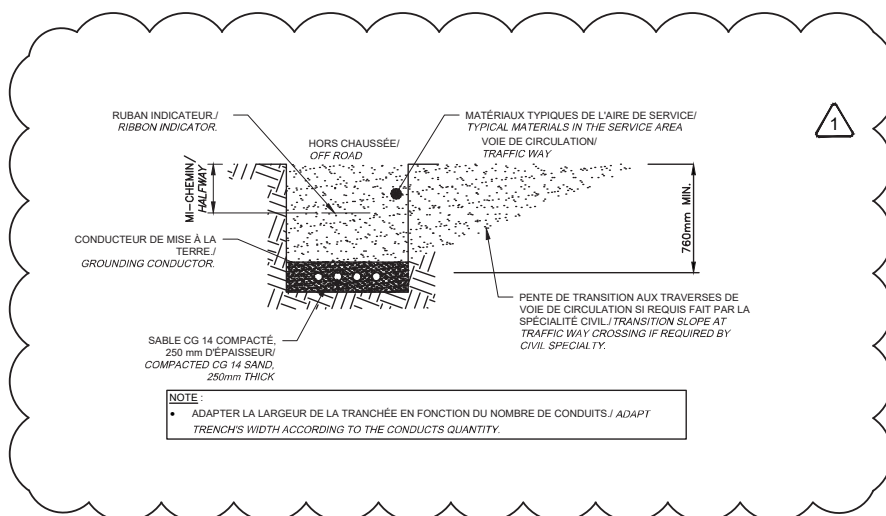 RUBAN INDICATEUR./
RIBBON INDICATOR.
HORS CHAUSSÉE/
OFF ROAD
MATÉRIAUX TYPIQUES DE L'AIRE DE SERVICE/
TYPICAL MATERIALS IN THE SERVICE AREA
VOIE DE CIRCULATION/
TRAFFIC WAY
1
MI-CHEMIN/
HALFWAY
760mm MIN.
CONDUCTEUR DE MISE À LA
TERRE./
GROUNDING CONDUCTOR.
PENTE DE TRANSITION AUX TRAVERSES DE
VOIE DE CIRCULATION SI REQUIS FAIT PAR LA
SPÉCIALITÉ CIVIL./ TRANSITION SLOPE AT
TRAFFIC WAY CROSSING IF REQUIRED BY
CIVIL SPECIALTY.
SABLE CG 14 COMPACTÉ,
250 mm D'ÉPAISSEUR/
COMPACTED CG 14 SAND,
250mm THICK
NOTE :
• ADAPTER LA LARGEUR DE LA TRANCHÉE EN FONCTION DU NOMBRE DE CONDUITS./ ADAPT
TRENCH'S WIDTH ACCORDING TO THE CONDUCTS QUANTITY.